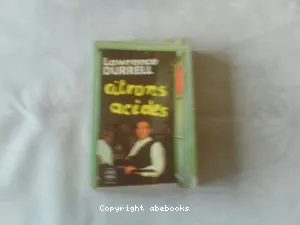 Lawrence
DURRELL
citrons
acides
Copyright abebooks